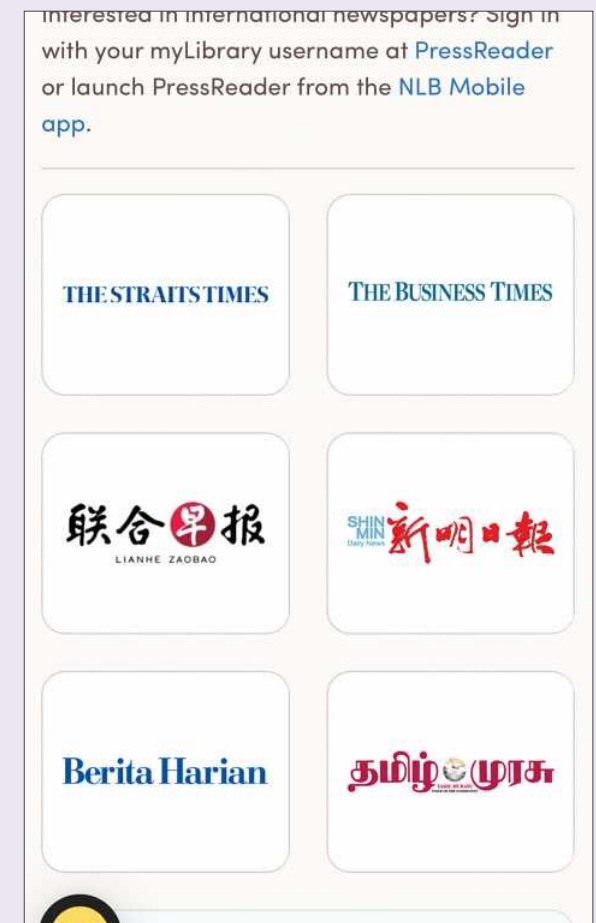 Interested in international newspapers? Sign in
with your myLibrary username at PressReader
or launch PressReader from the NLB Mobile
app.
THE STRAITS TIMES
THE BUSINESS TIMES
联合早报
LIANHE ZAOBAO
SHIN
MIN
Daily News
新明日報
Berita Harian
தமிழ் முரசு